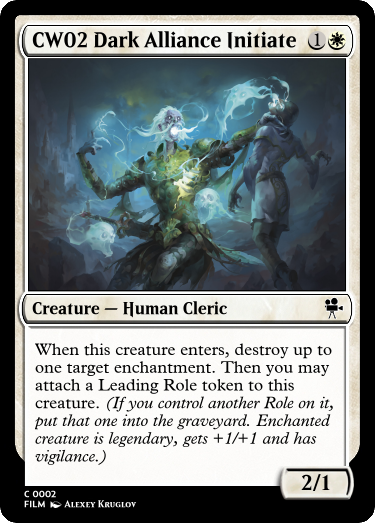 CW02 Dark Alliance Initiate 1
Creature — Human Cleric
When this creature enters, destroy up to
one target enchantment. Then you may
attach a Leading Role token to this
creature. (If you control another Role on it,
put that one into the graveyard. Enchanted
creature is legendary, gets +1/+1 and has
vigilance.)
2/1
C 0002
FILM Alexey Kruglov